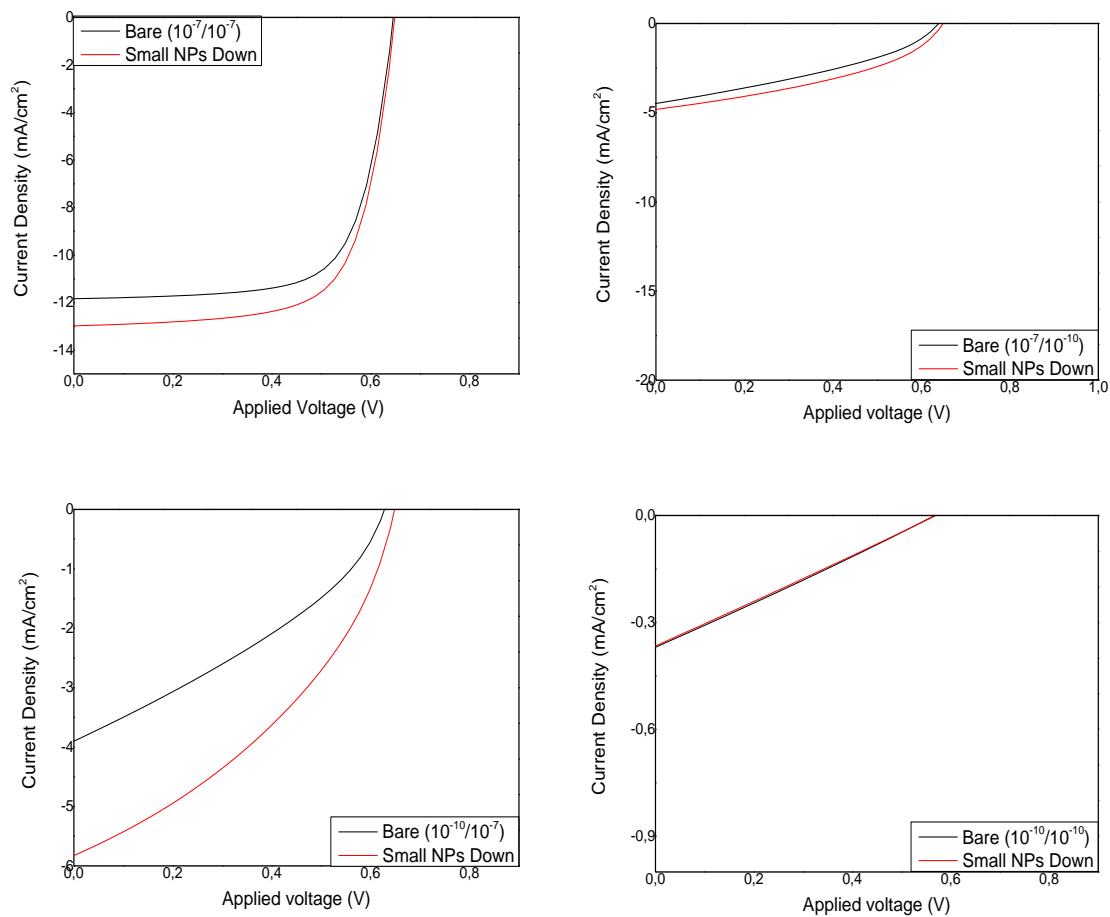 Bare (10⁻⁷/10⁻⁷)
Small NPs Down
0
-2
-4
-6
-8
-10
-12
-14
0,0 0,2 0,4 0,6 0,8
Current Density (mA/cm²)
Applied Voltage (V)
0
-5
-10
-15
-20
0,0 0,2 0,4 0,6 0,8 1,0
Current Density (mA/cm²)
Applied voltage (V)
Bare (10⁻⁷/10⁻¹⁰)
Small NPs Down
0
-1
-2
-3
-4
-5
-6
0,0 0,2 0,4 0,6 0,8
Current Density (mA/cm²)
Applied voltage (V)
Bare (10⁻¹⁰/10⁻⁷)
Small NPs Down
0,0
-0,3
-0,6
-0,9
0,0 0,2 0,4 0,6 0,8
Current Density (mA/cm²)
Applied voltage (V)
Bare (10⁻¹⁰/10⁻¹⁰)
Small NPs Down